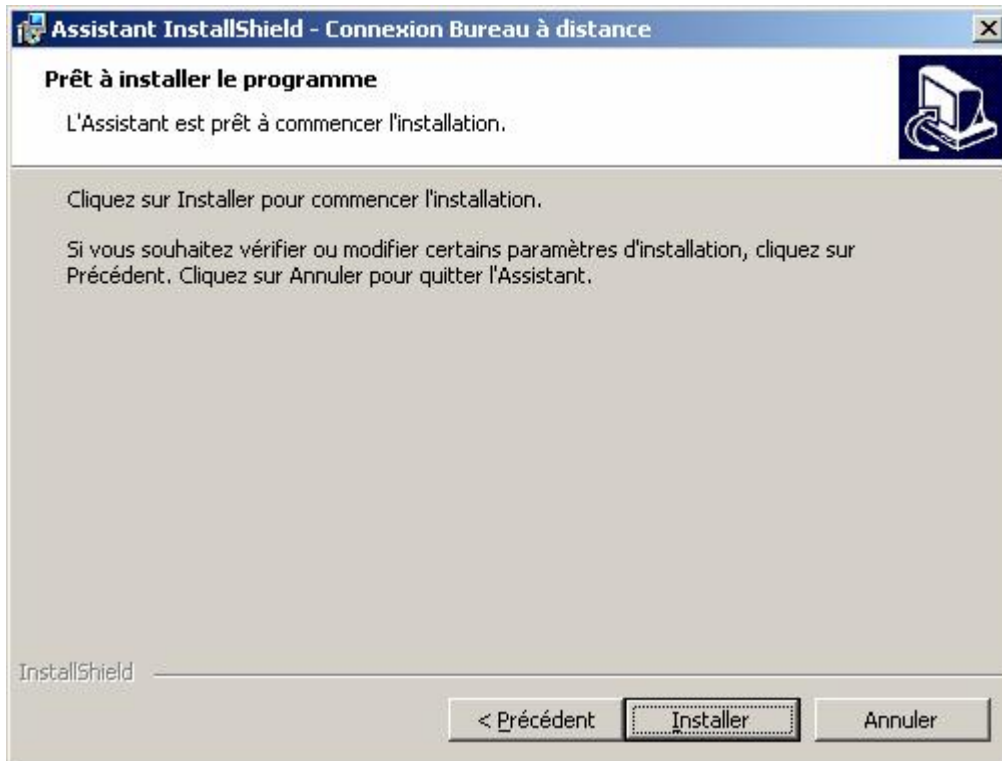 Assistant InstallShield - Connexion Bureau à distance
Prêt à installer le programme
L'Assistant est prêt à commencer l'installation.
Cliquez sur Installer pour commencer l'installation.
Si vous souhaitez vérifier ou modifier certains paramètres d'installation, cliquez sur
Précédent. Cliquez sur Annuler pour quitter l'Assistant.
InstallShield
< Précédent Installer Annuler